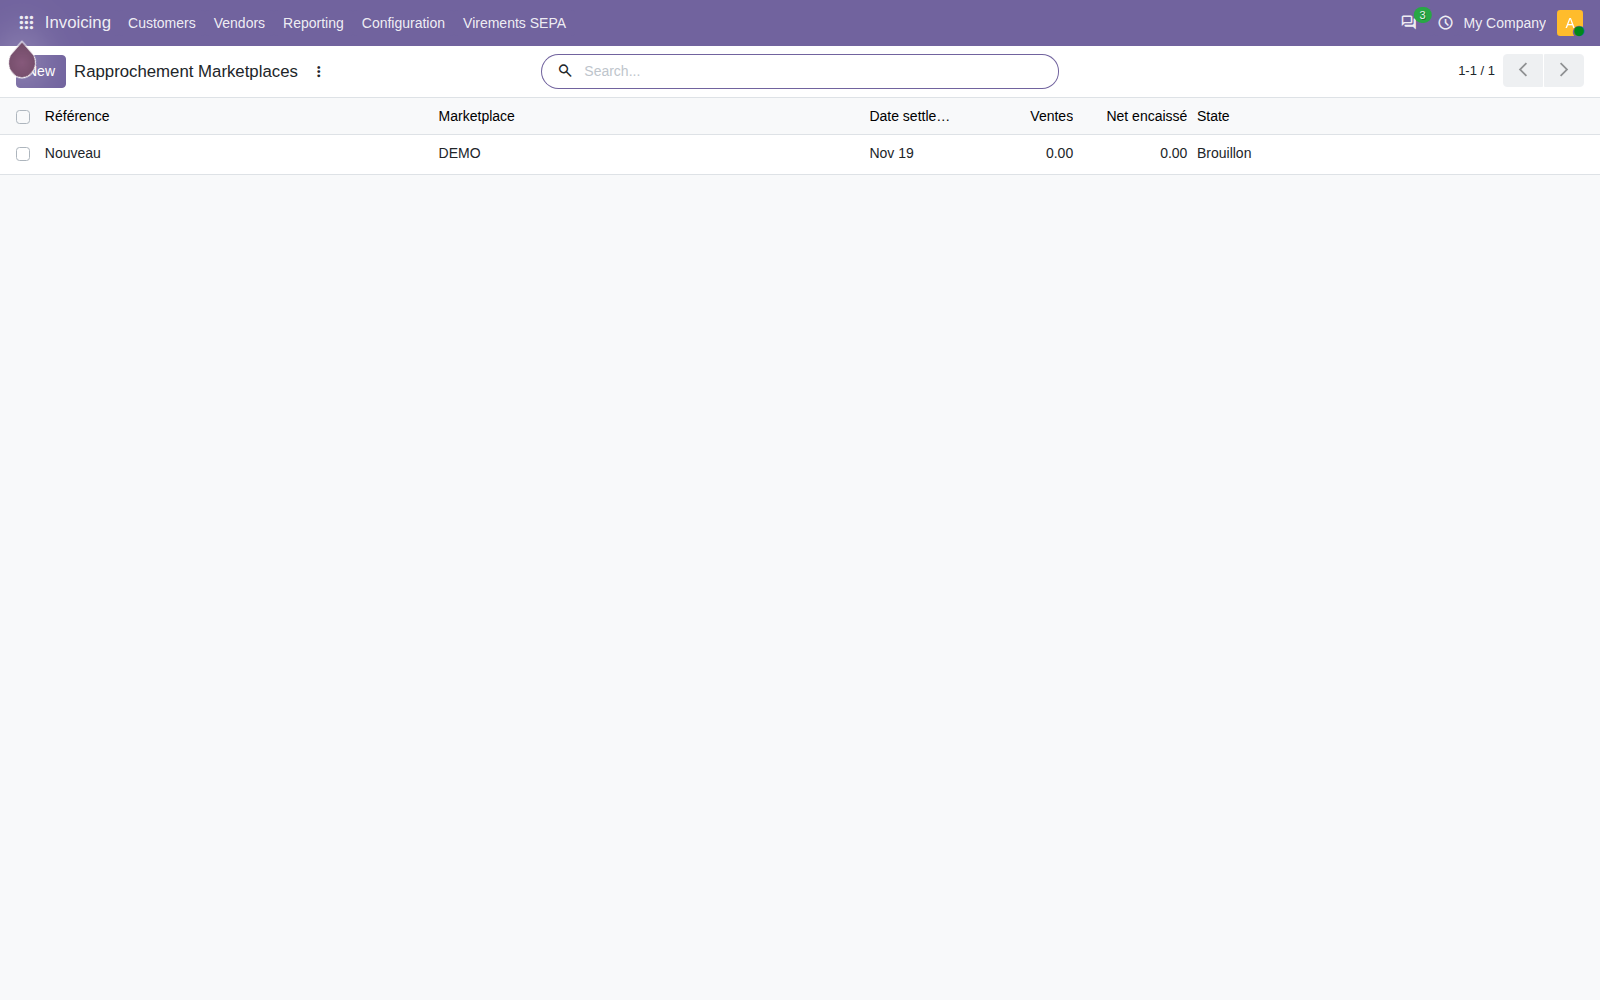 Invoicing Customers Vendors Reporting Configuration Virements SEPA 3 My Company A
New Rapprochement Marketplaces Search... 1-1 / 1
Référence Marketplace Date settle… Ventes Net encaissé State
Nouveau DEMO Nov 19 0.00 0.00 Brouillon